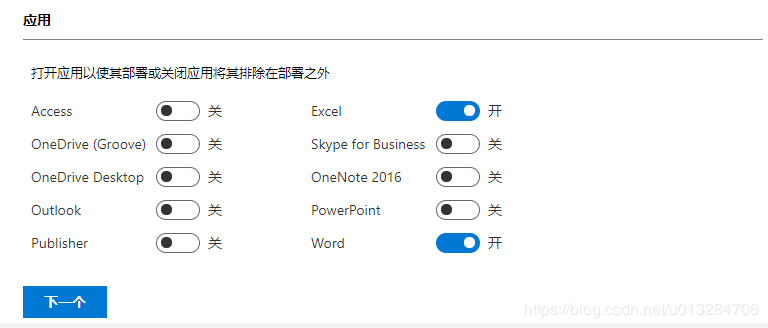 应用
打开应用以使其部署或关闭应用将其排除在部署之外
Access 关 Excel 开
OneDrive (Groove) 关 Skype for Business 关
OneDrive Desktop 关 OneNote 2016 关
Outlook 关 PowerPoint 关
Publisher 关 Word 开
下一个
https://blog.csdn.net/u013284706